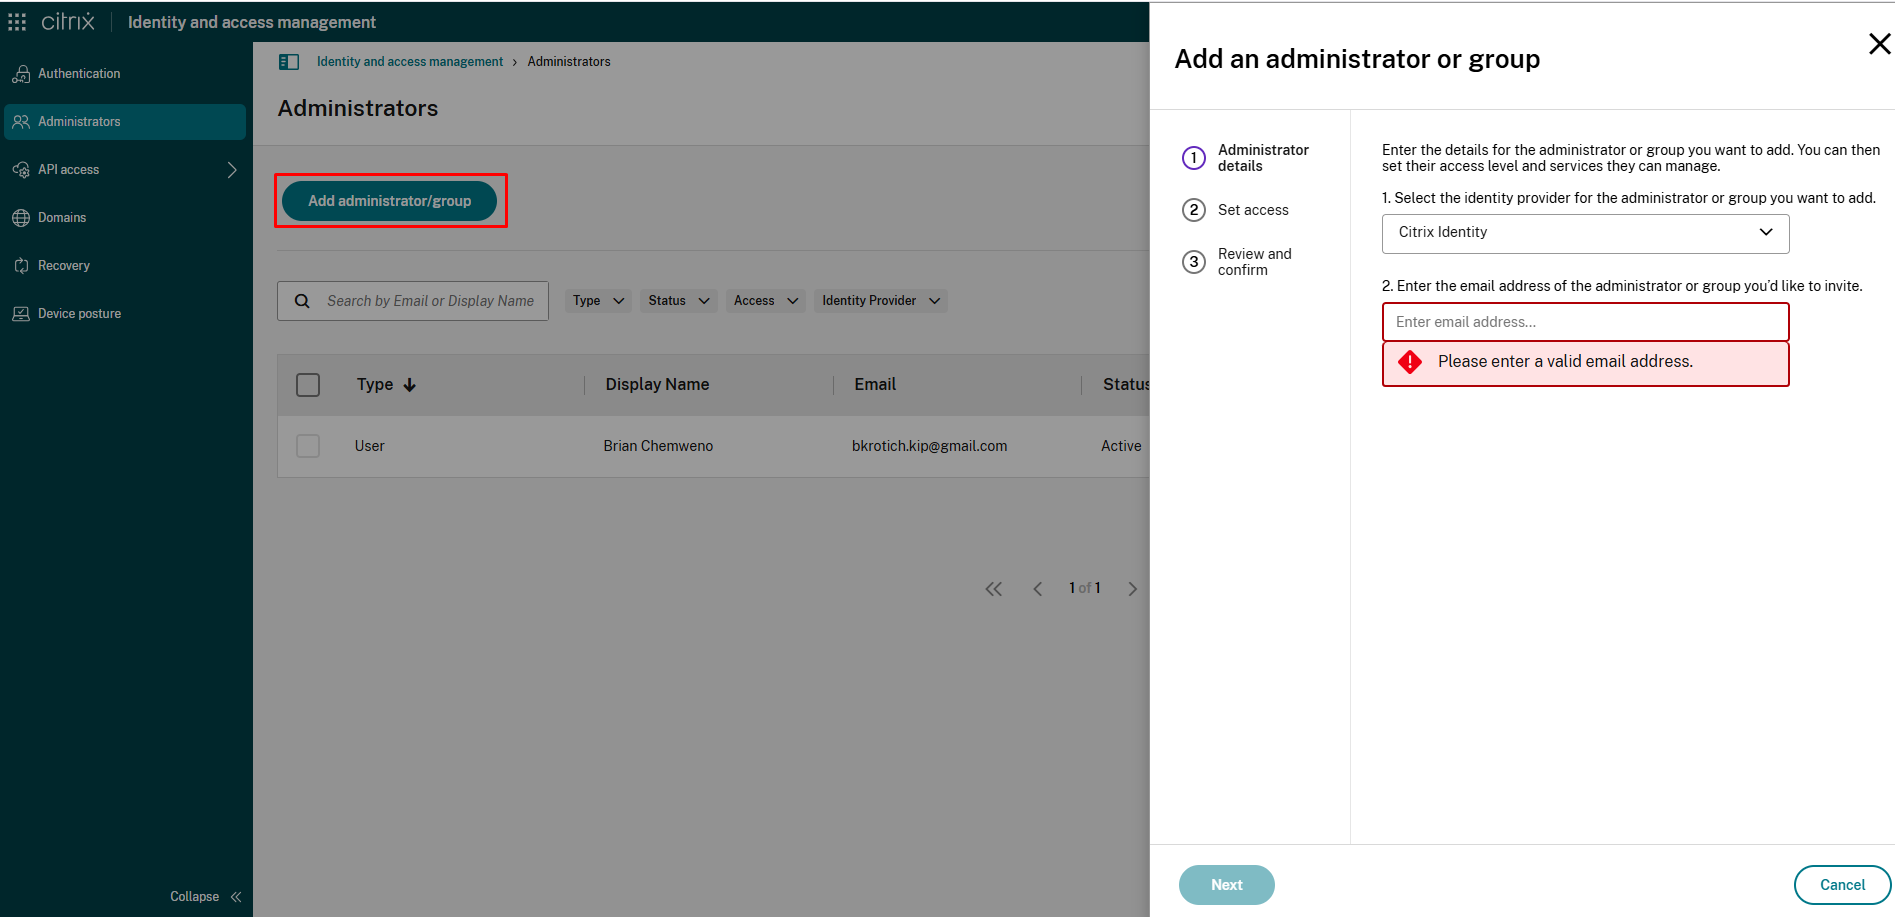 citrix
Identity and access management
Authentication
Administrators
API access
Domains
Recovery
Device posture
Collapse
Identity and access management › Administrators
Administrators
Add administrator/group
Search by Email or Display Name
Type
Status
Access
Identity Provider
Type
Display Name
Email
Status
User
Brian Chemweno
bkrotich.kip@gmail.com
Active
1 of 1
Add an administrator or group
1
Administrator
details
2
Set access
3
Review and
confirm
Enter the details for the administrator or group you want to add. You can then
set their access level and services they can manage.
1. Select the identity provider for the administrator or group you want to add.
Citrix Identity
2. Enter the email address of the administrator or group you'd like to invite.
Enter email address...
Please enter a valid email address.
Next
Cancel